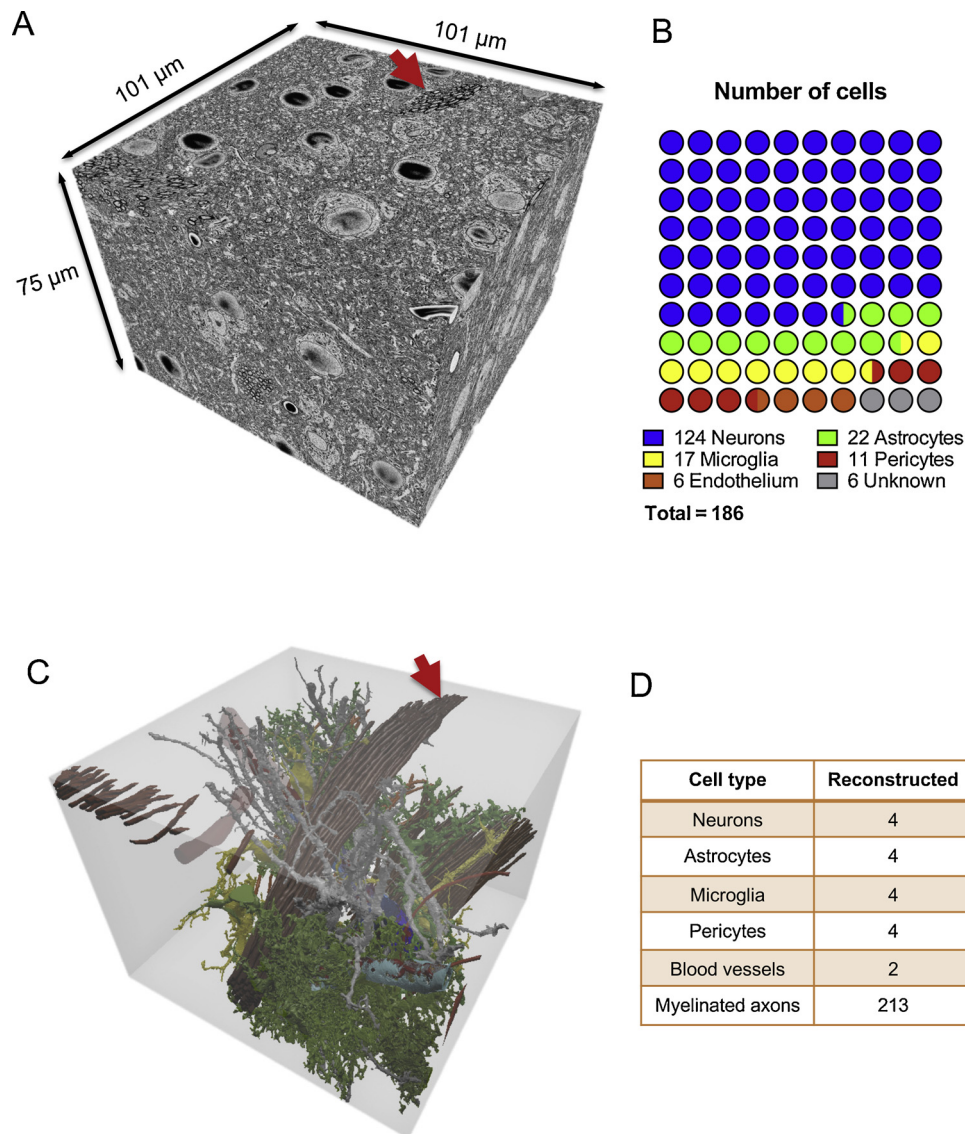 A
101 µm
101 µm
75 µm
B
Number of cells
124 Neurons
22 Astrocytes
17 Microglia
11 Pericytes
6 Endothelium
6 Unknown
Total = 186
C
D
Cell type Reconstructed
Neurons 4
Astrocytes 4
Microglia 4
Pericytes 4
Blood vessels 2
Myelinated axons 213